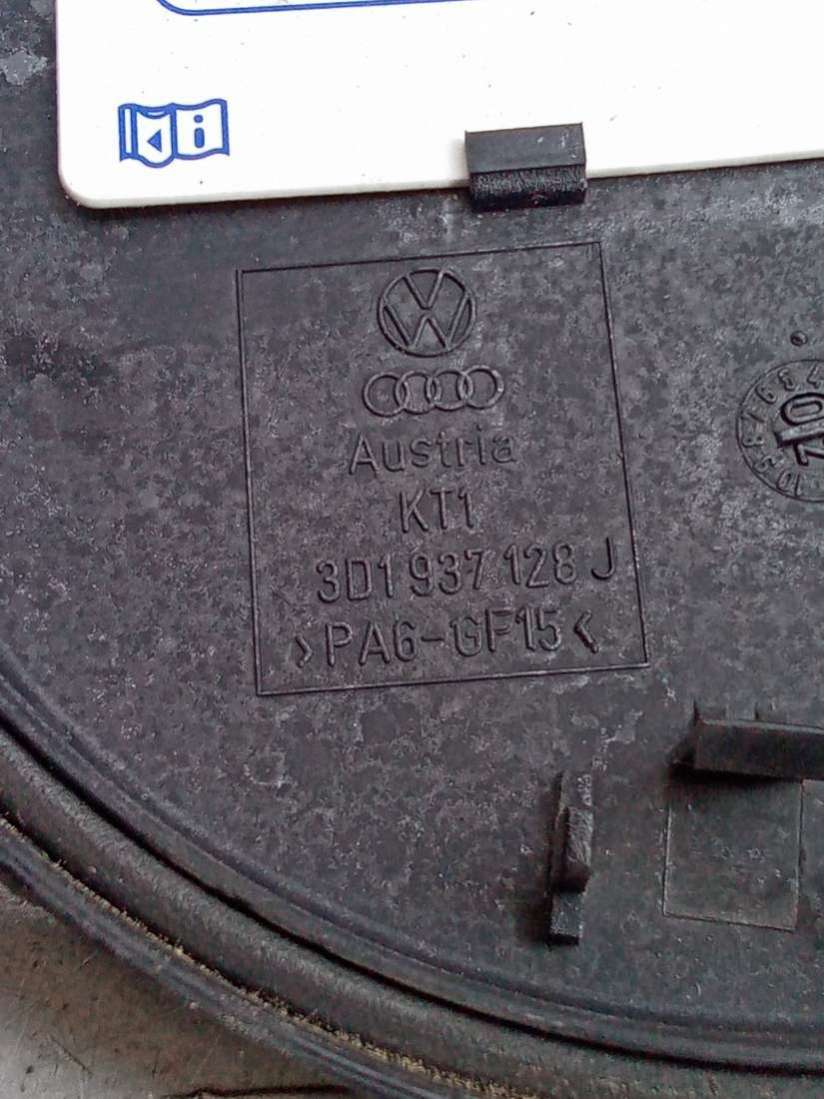 Austria
KT1
3D1 937 128 J
>PA6-GF15<